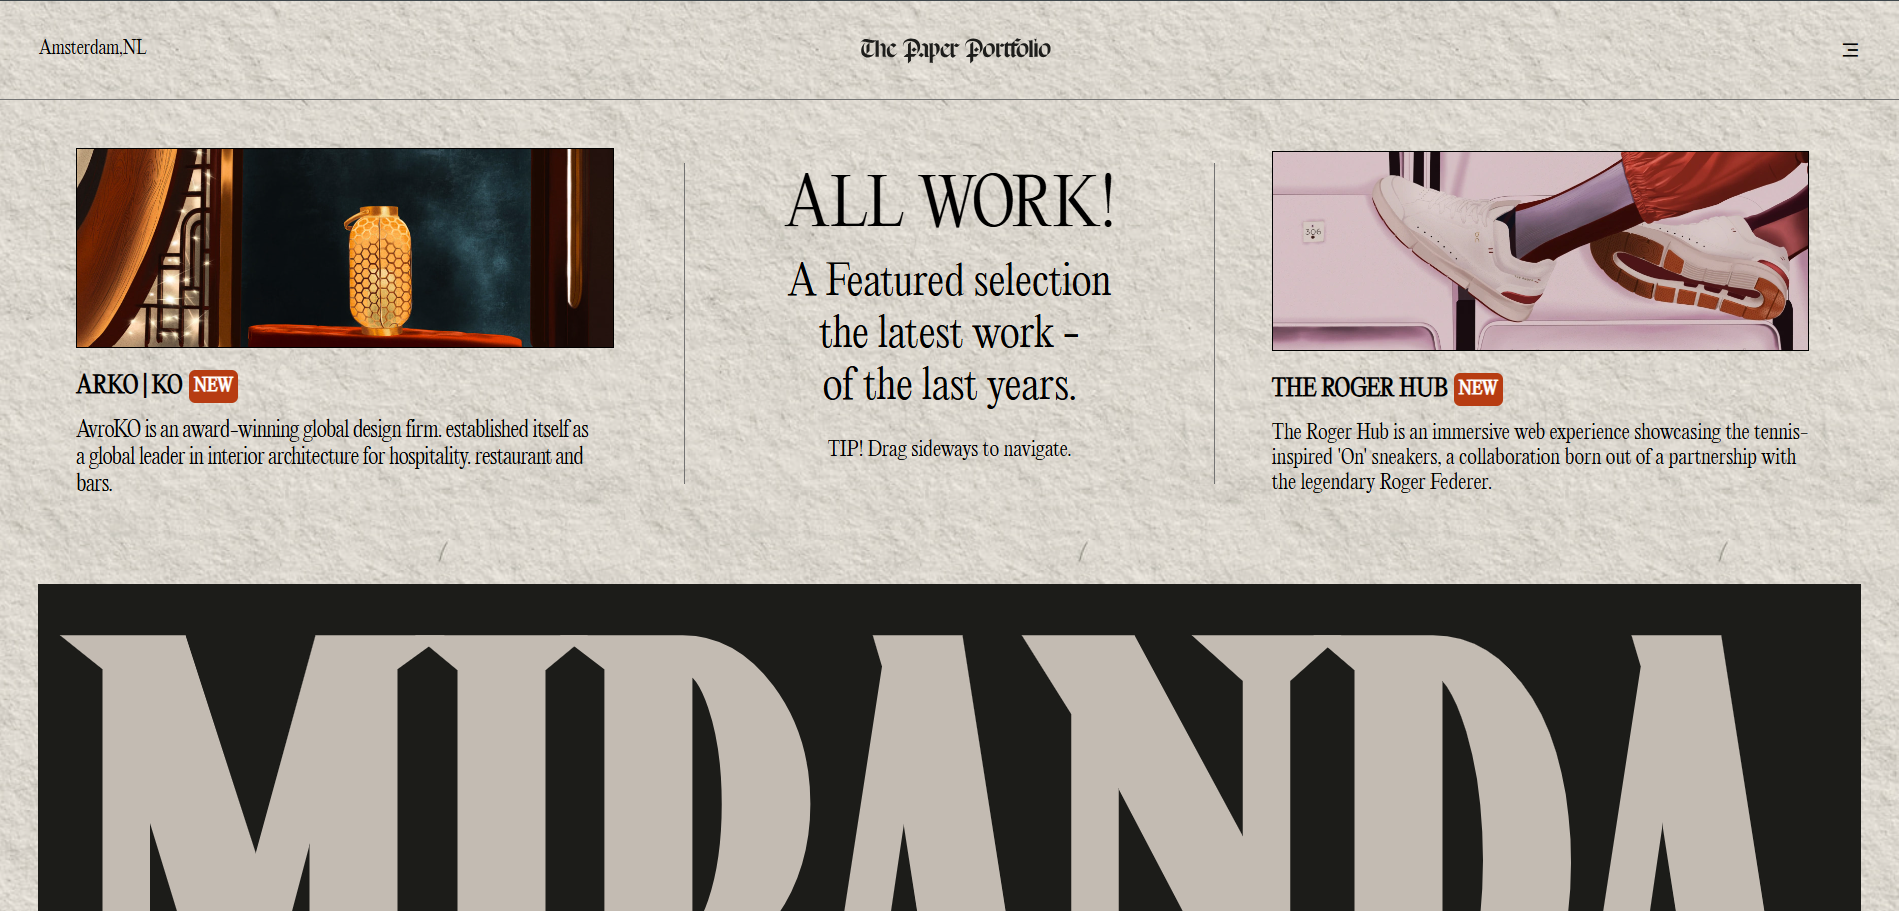 Amsterdam,NL
The Paper Portfolio
ARKO | KO NEW
AvroKO is an award-winning global design firm. established itself as
a global leader in interior architecture for hospitality. restaurant and
bars.
ALL WORK!
A Featured selection
the latest work -
of the last years.
TIP! Drag sideways to navigate.
306
THE ROGER HUB NEW
The Roger Hub is an immersive web experience showcasing the tennis-
inspired 'On' sneakers, a collaboration born out of a partnership with
the legendary Roger Federer.
MIRANDA